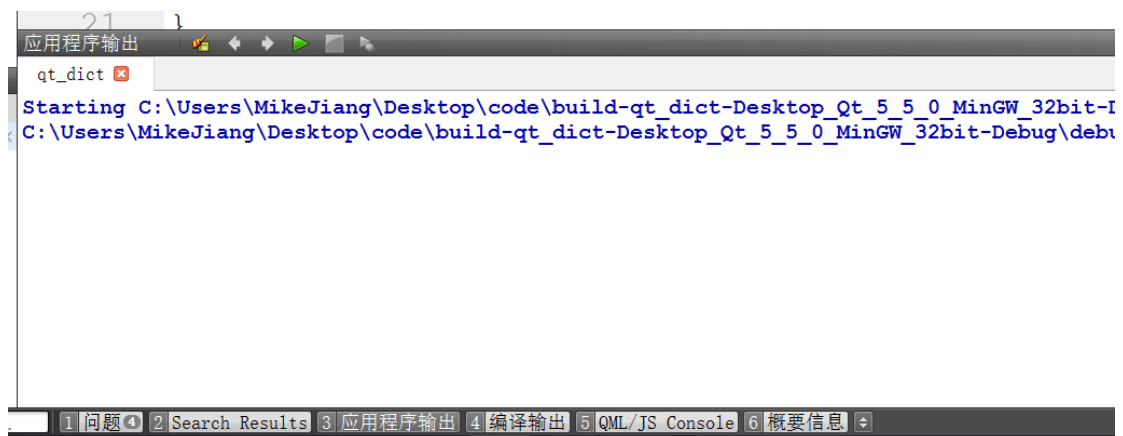 21 }
应用程序输出
qt_dict
Starting C:\Users\MikeJiang\Desktop\code\build-qt_dict-Desktop_Qt_5_5_0_MinGW_32bit-D
C:\Users\MikeJiang\Desktop\code\build-qt_dict-Desktop_Qt_5_5_0_MinGW_32bit-Debug\debu
1 问题 4 2 Search Results 3 应用程序输出 4 编译输出 5 QML/JS Console 6 概要信息